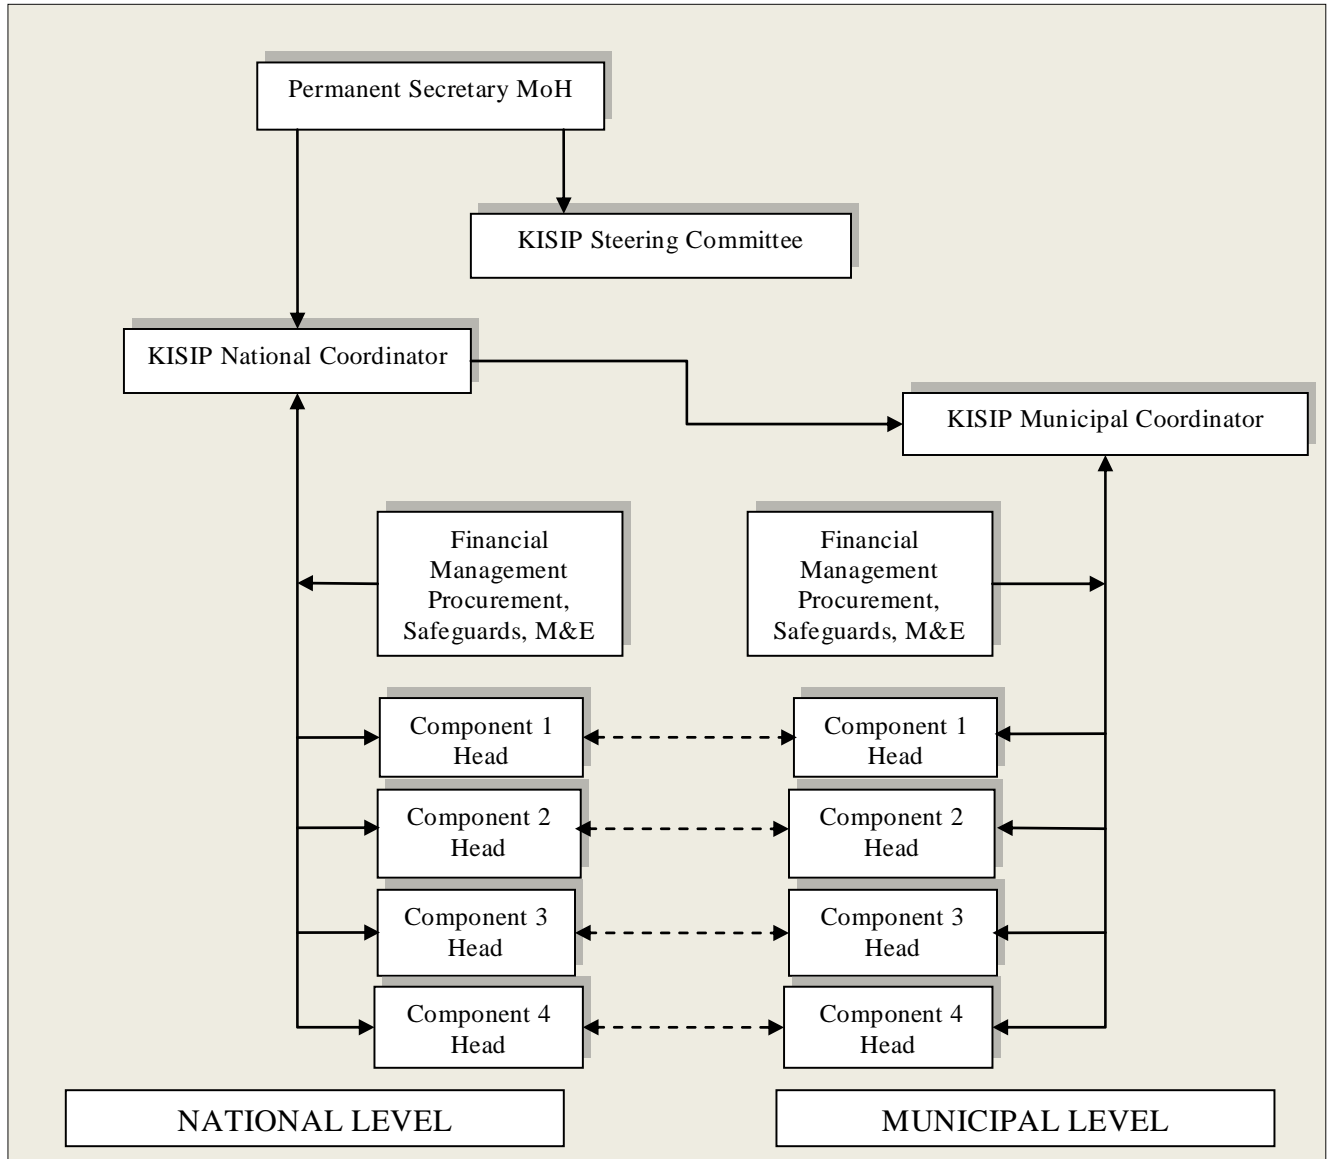 Permanent Secretary MoH
KISIP Steering Committee
KISIP National Coordinator
KISIP Municipal Coordinator
Financial
Management
Procurement,
Safeguards, M&E
Financial
Management
Procurement,
Safeguards, M&E
Component 1
Head
Component 1
Head
Component 2
Head
Component 2
Head
Component 3
Head
Component 3
Head
Component 4
Head
Component 4
Head
NATIONAL LEVEL
MUNICIPAL LEVEL